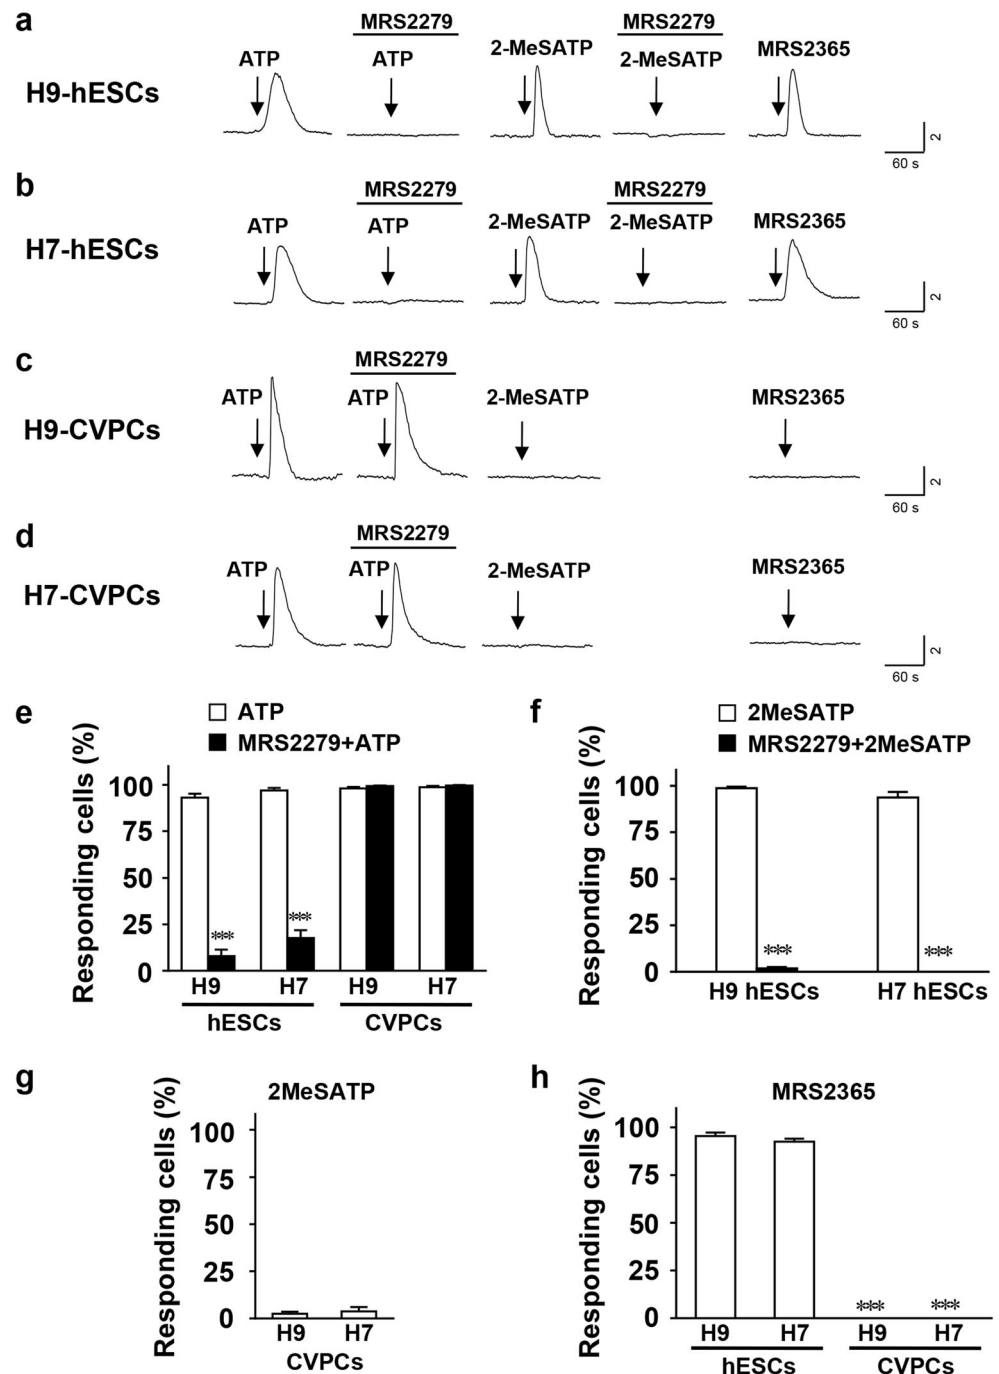 a
MRS2279 MRS2279
ATP ATP 2-MeSATP 2-MeSATP MRS2365
H9-hESCs
2
60 s
b
MRS2279 MRS2279
ATP ATP 2-MeSATP 2-MeSATP MRS2365
H7-hESCs
2
60 s
c
MRS2279
ATP ATP 2-MeSATP MRS2365
H9-CVPCs
2
60 s
d
MRS2279
ATP ATP 2-MeSATP MRS2365
H7-CVPCs
2
60 s
e
ATP
MRS2279+ATP
Responding cells (%)
100
75
50
25
0
*** ***
H9 H7 H9 H7
hESCs CVPCs
f
2MeSATP
MRS2279+2MeSATP
Responding cells (%)
100
75
50
25
0
*** ***
H9 hESCs H7 hESCs
g
2MeSATP
Responding cells (%)
100
75
50
25
0
H9 H7
CVPCs
h
MRS2365
Responding cells (%)
100
75
50
25
0
*** ***
H9 H7 H9 H7
hESCs CVPCs